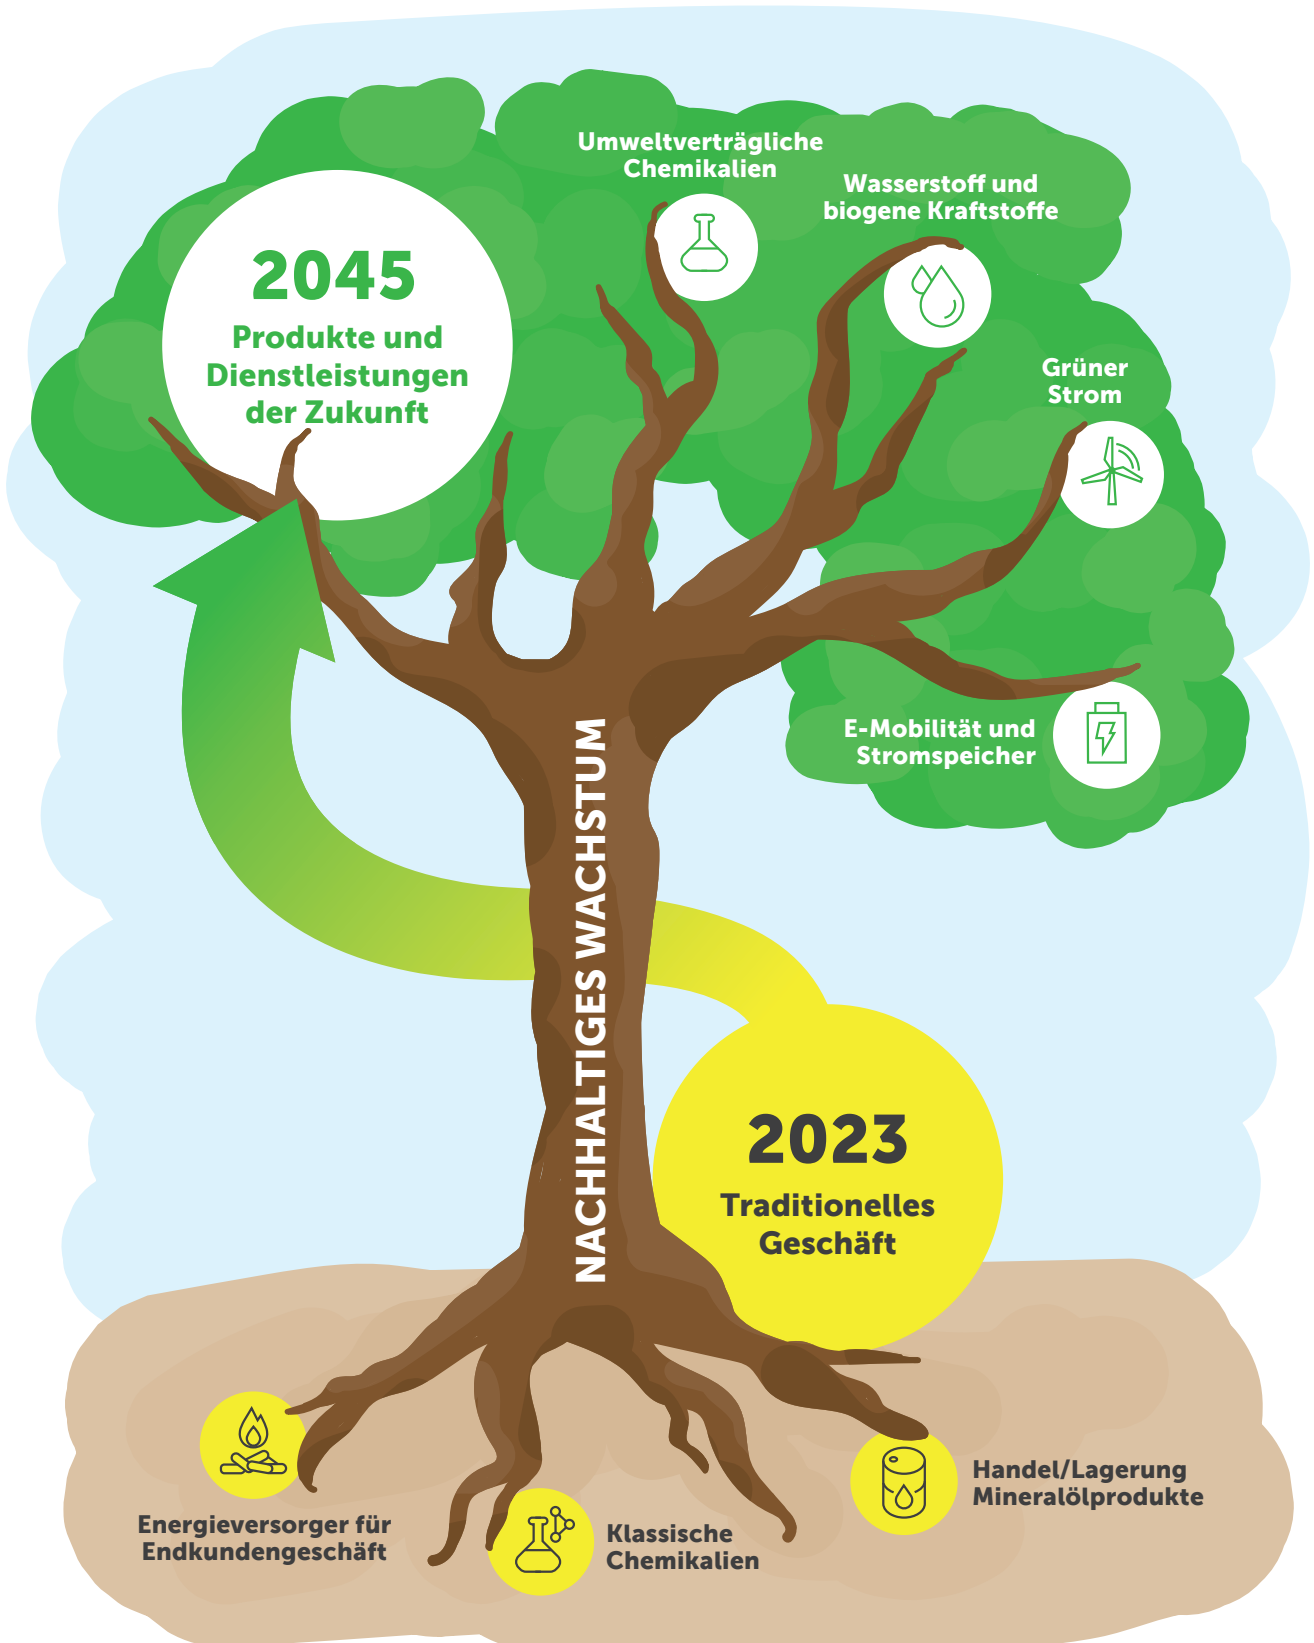 Umweltverträgliche
Chemikalien
Wasserstoff und
biogene Kraftstoffe
2045
Produkte und
Dienstleistungen
der Zukunft
Grüner
Strom
E-Mobilität und
Stromspeicher
NACHHALTIGES WACHSTUM
2023
Traditionelles
Geschäft
Energieversorger für
Endkundengeschäft
Klassische
Chemikalien
Handel/Lagerung
Mineralölprodukte